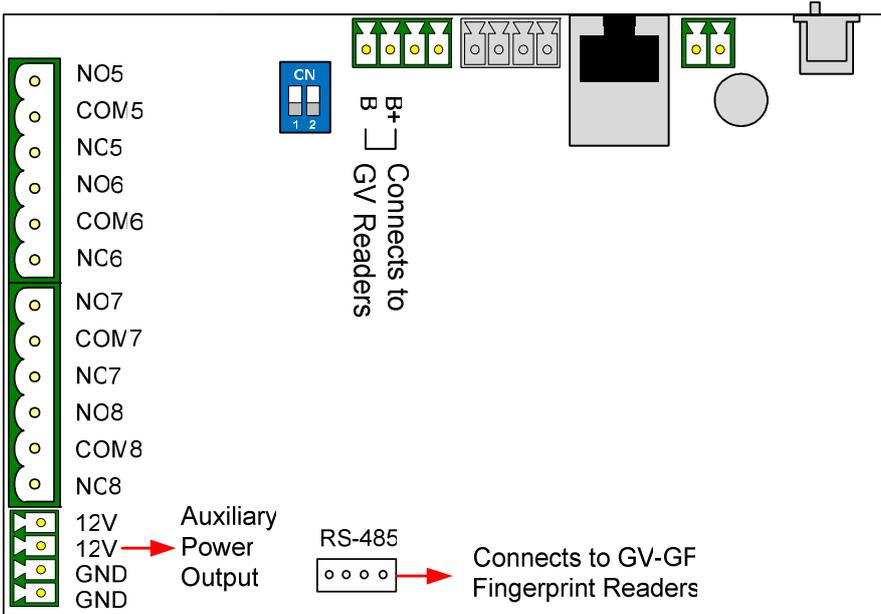 NO5
COM5
NC5
NO6
COM6
NC6
NO7
COM7
NC7
NO8
COM8
NC8
12V
12V
GND
GND
Auxiliary
Power
Output
CN
1 2
B+
B
Connects to
GV Readers
RS-485
Connects to GV-GF
Fingerprint Readers